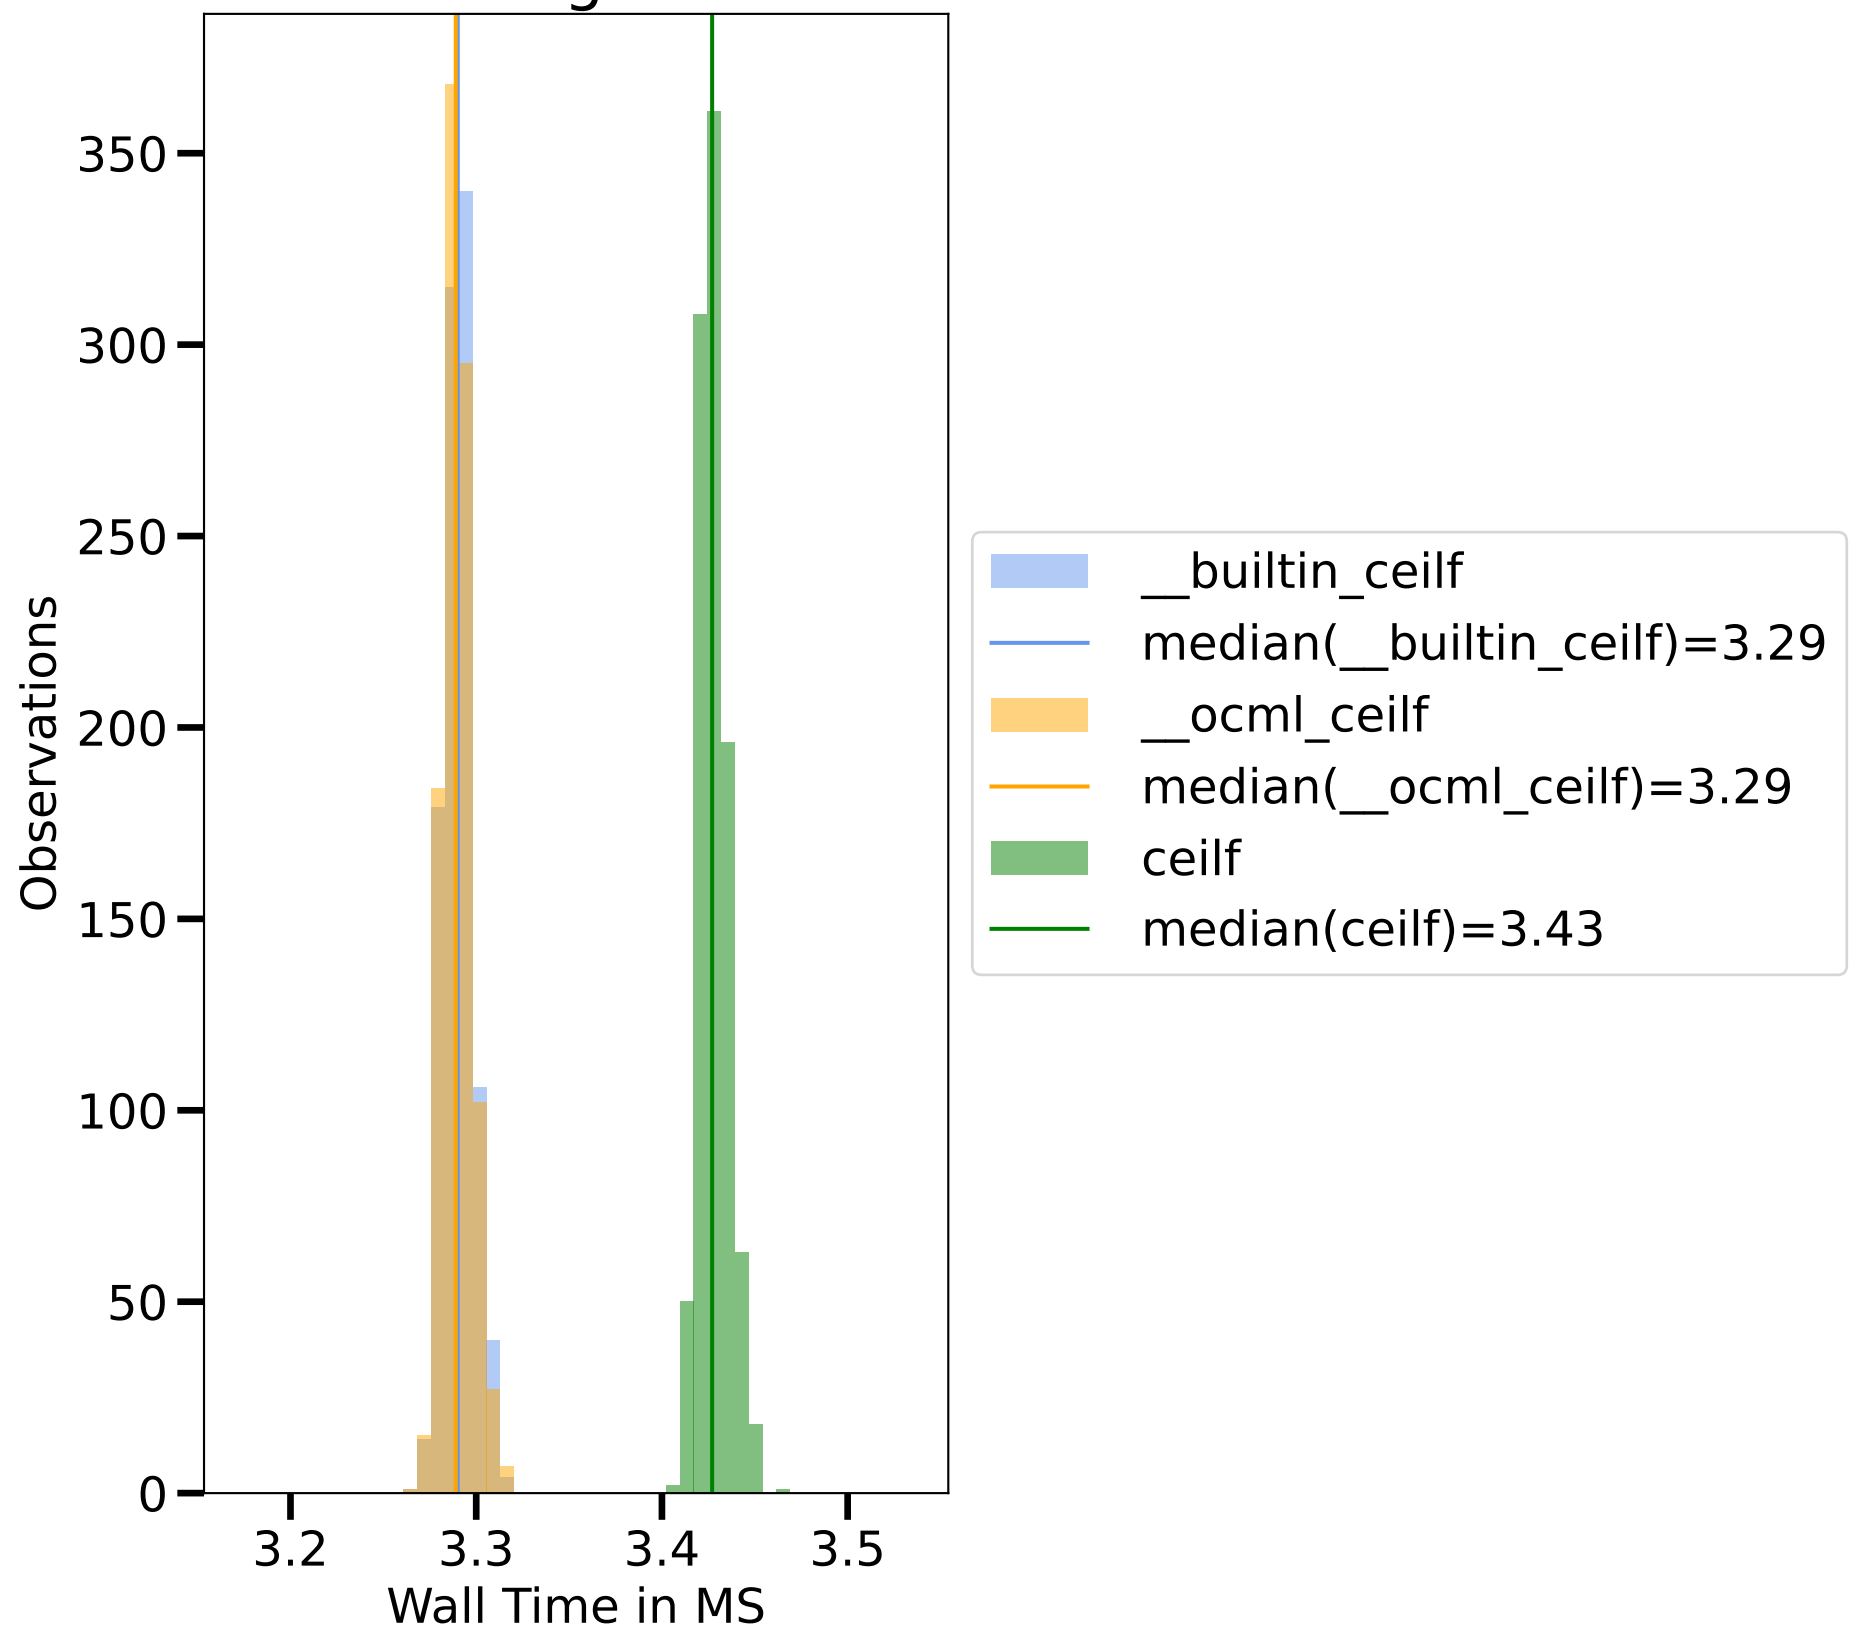 350
300
250
200
150
100
50
0
Observations
3.2 3.3 3.4 3.5
Wall Time in MS
__builtin_ceilf
median(__builtin_ceilf)=3.29
__ocml_ceilf
median(__ocml_ceilf)=3.29
ceilf
median(ceilf)=3.43